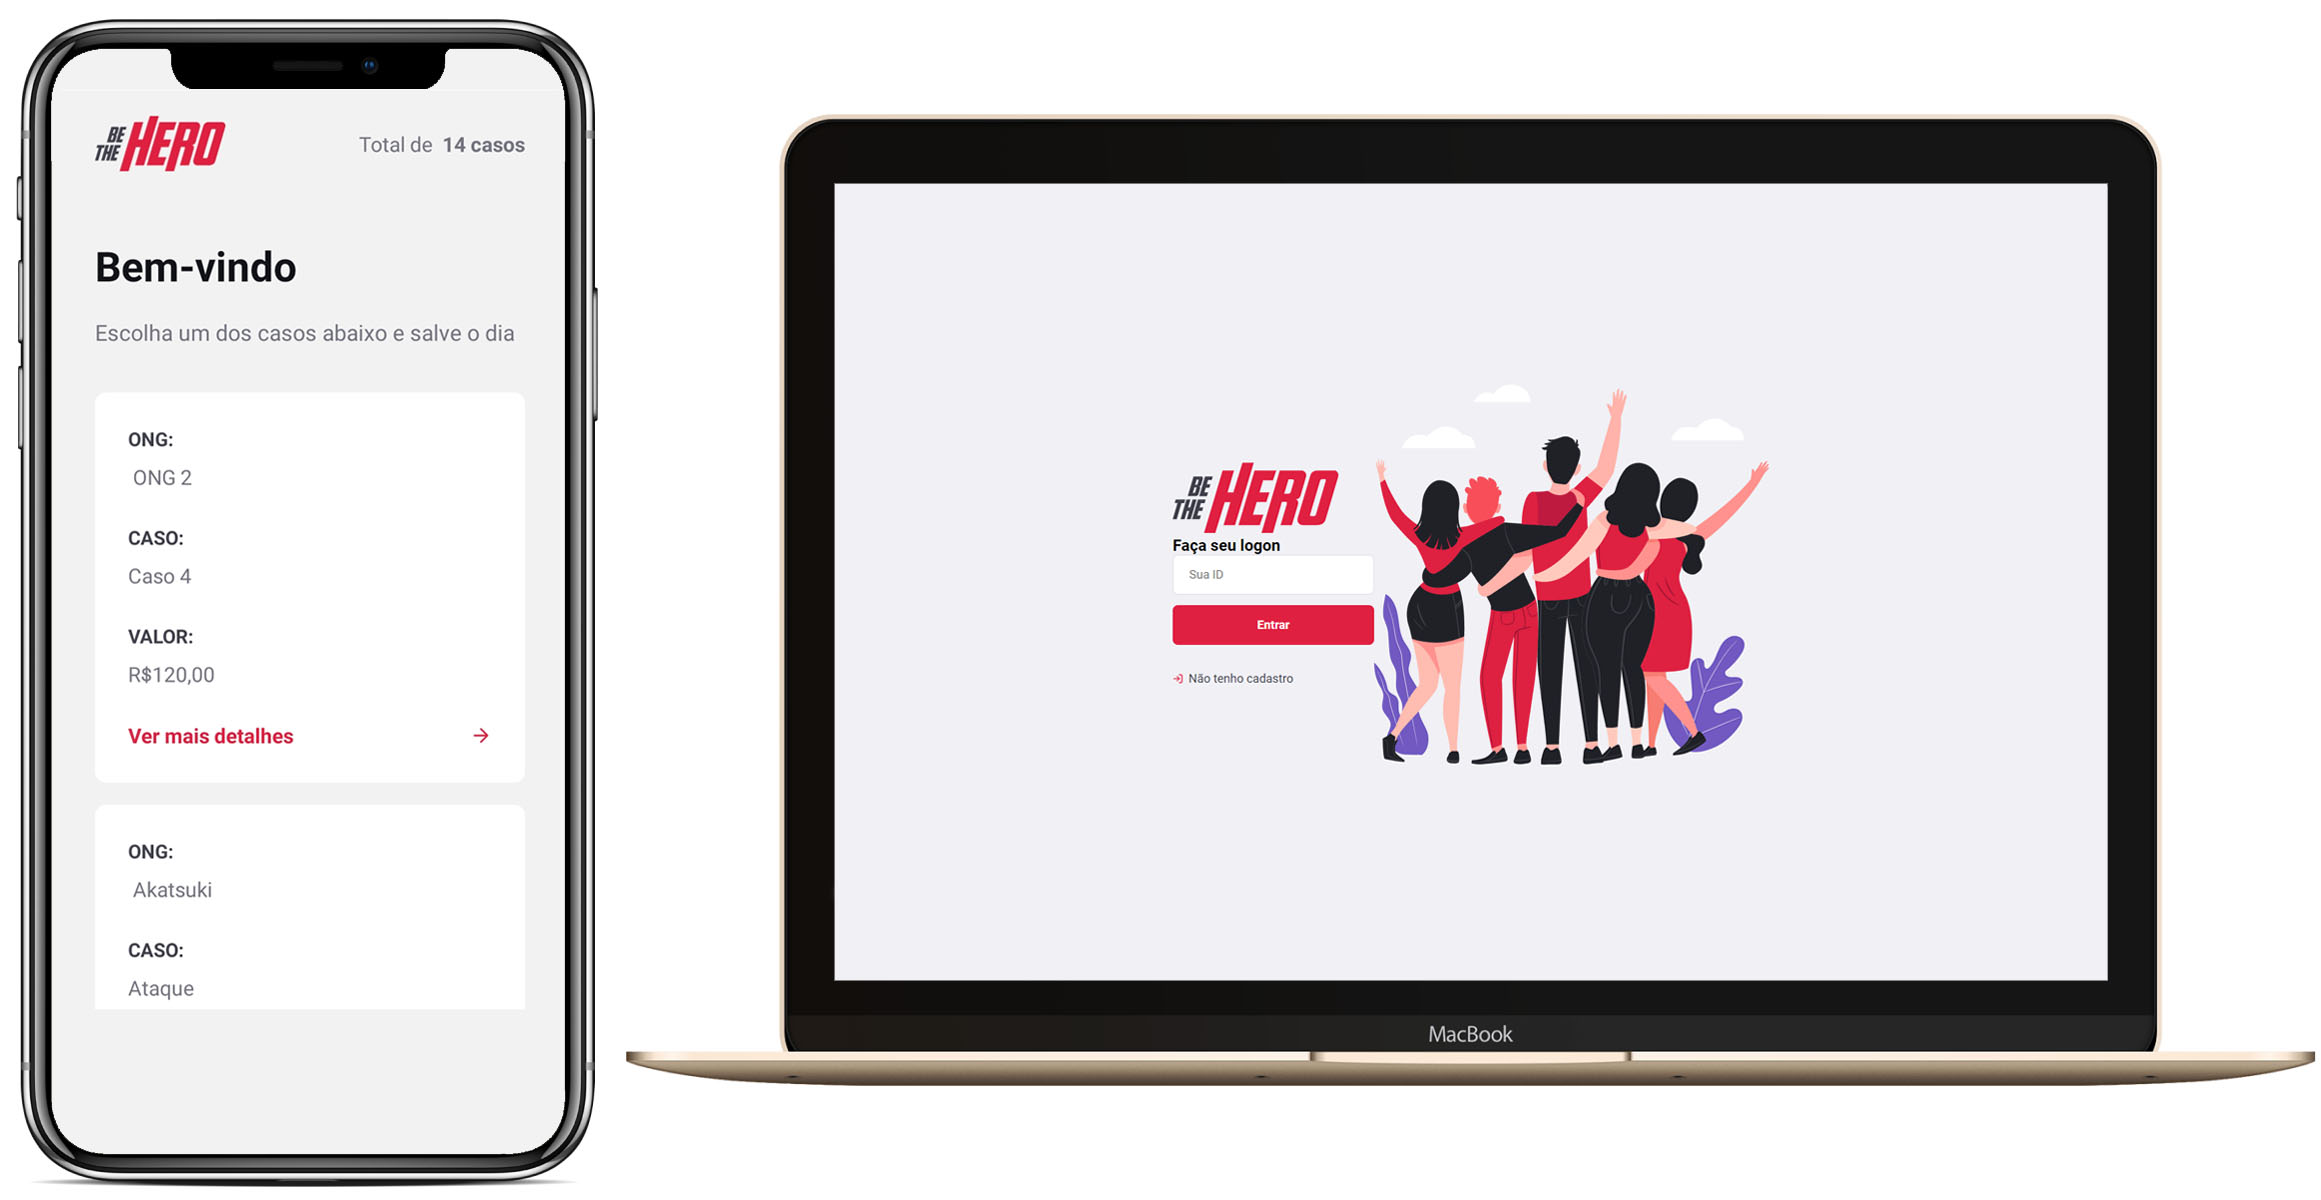 BE THE HERO
Total de 14 casos
Bem-vindo
Escolha um dos casos abaixo e salve o dia
ONG:
ONG 2
CASO:
Caso 4
VALOR:
R$120,00
Ver mais detalhes
ONG:
Akatsuki
CASO:
Ataque
BE THE HERO
Faça seu logon
Sua ID
Entrar
Não tenho cadastro
MacBook